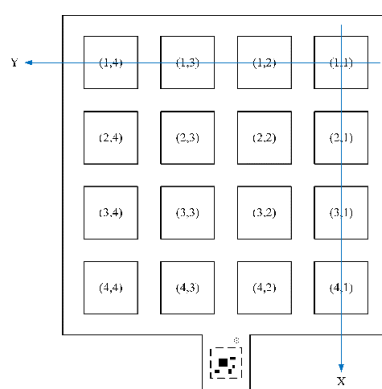 Y (1,4) (1,3) (1,2) (1,1)
(2,4) (2,3) (2,2) (2,1)
(3,4) (3,3) (3,2) (3,1)
(4,4) (4,3) (4,2) (4,1)
X